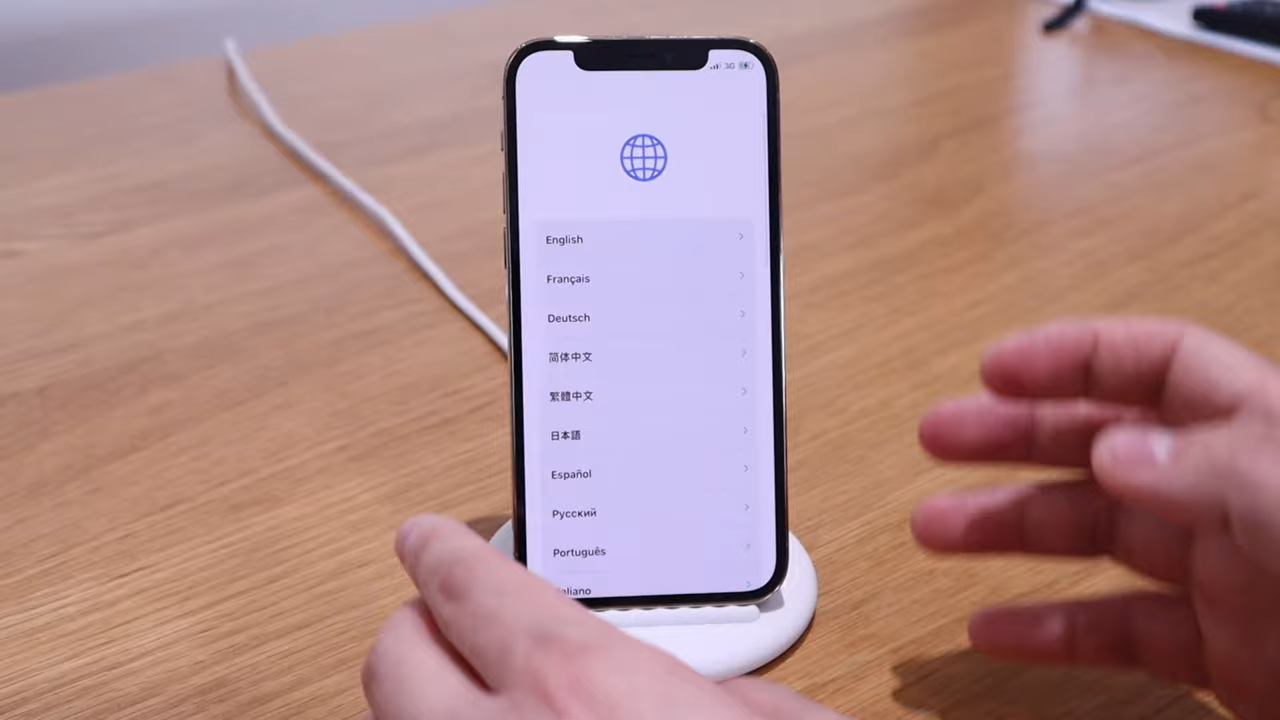 3G
English
Français
Deutsch
简体中文
繁體中文
日本語
Español
Русский
Português